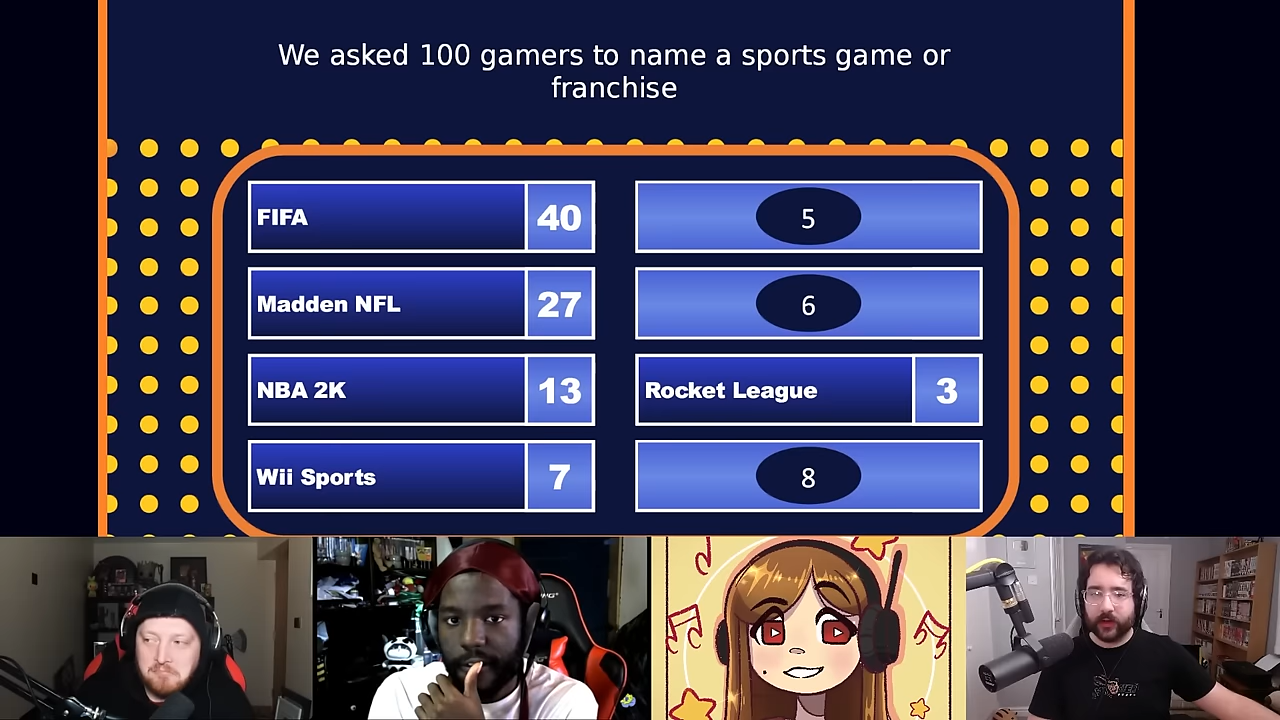 We asked 100 gamers to name a sports game or
franchise
FIFA 40
Madden NFL 27
NBA 2K 13
Wii Sports 7
5
6
Rocket League 3
8